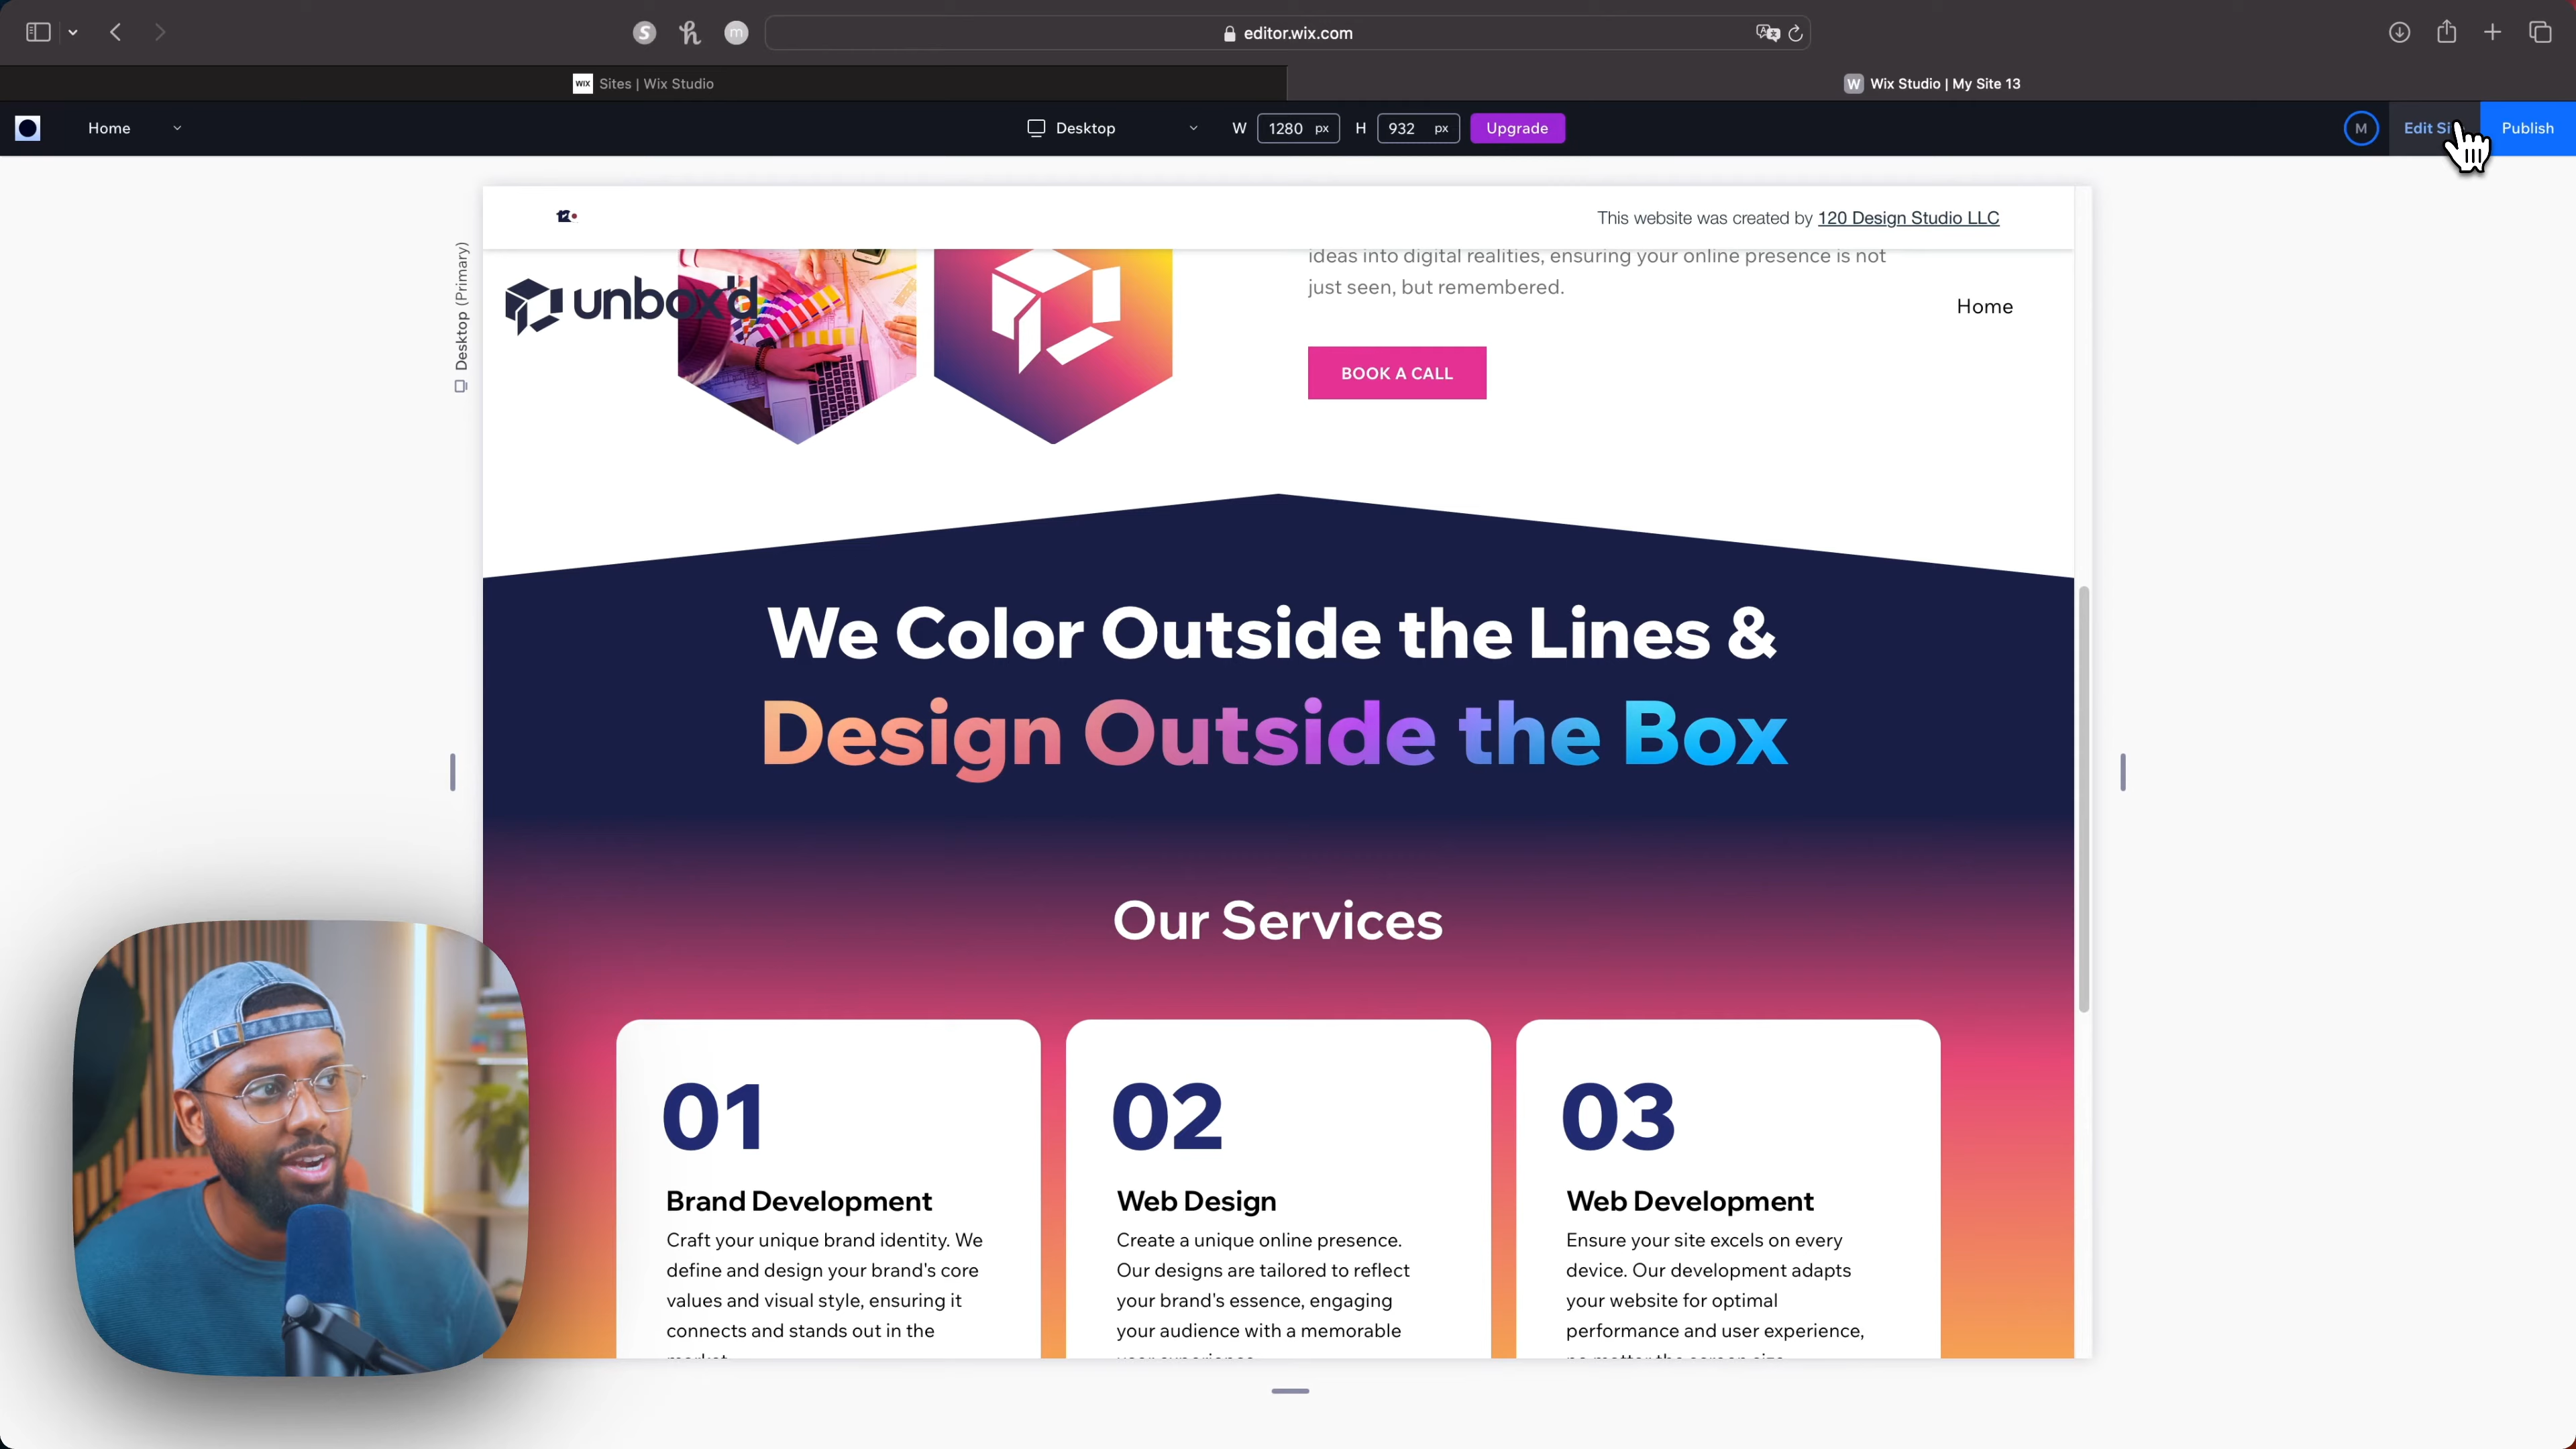 editor.wix.com
WIX Sites | Wix Studio
W Wix Studio | My Site 13
Home
Desktop
W 1280 px H 932 px
Upgrade
M
Edit Si
Publish
Desktop (Primary)
This website was created by 120 Design Studio LLC
unbox'd
Home
ideas into digital realities, ensuring your online presence is not
just seen, but remembered.
BOOK A CALL
We Color Outside the Lines &
Design Outside the Box
Our Services
01
Brand Development
Craft your unique brand identity. We
define and design your brand's core
values and visual style, ensuring it
connects and stands out in the
02
Web Design
Create a unique online presence.
Our designs are tailored to reflect
your brand's essence, engaging
your audience with a memorable
03
Web Development
Ensure your site excels on every
device. Our development adapts
your website for optimal
performance and user experience,